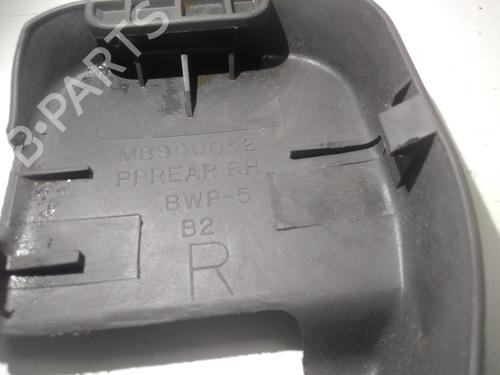 B-PARTS
MB900052
PPREAR RH
BWP-5
B2
R